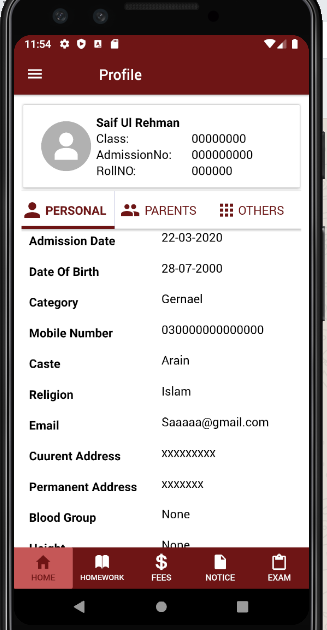 11:54
Profile
Saif Ul Rehman
Class: 00000000
AdmissionNo: 000000000
RollNO: 000000
PERSONAL PARENTS OTHERS
Admission Date 22-03-2020
Date Of Birth 28-07-2000
Category Gernael
Mobile Number 030000000000000
Caste Arain
Religion Islam
Email Saaaaa@gmail.com
Cuurent Address xxxxxxxxx
Permanent Address xxxxxxx
Blood Group None
Height None
HOME HOMEWORK FEES NOTICE EXAM